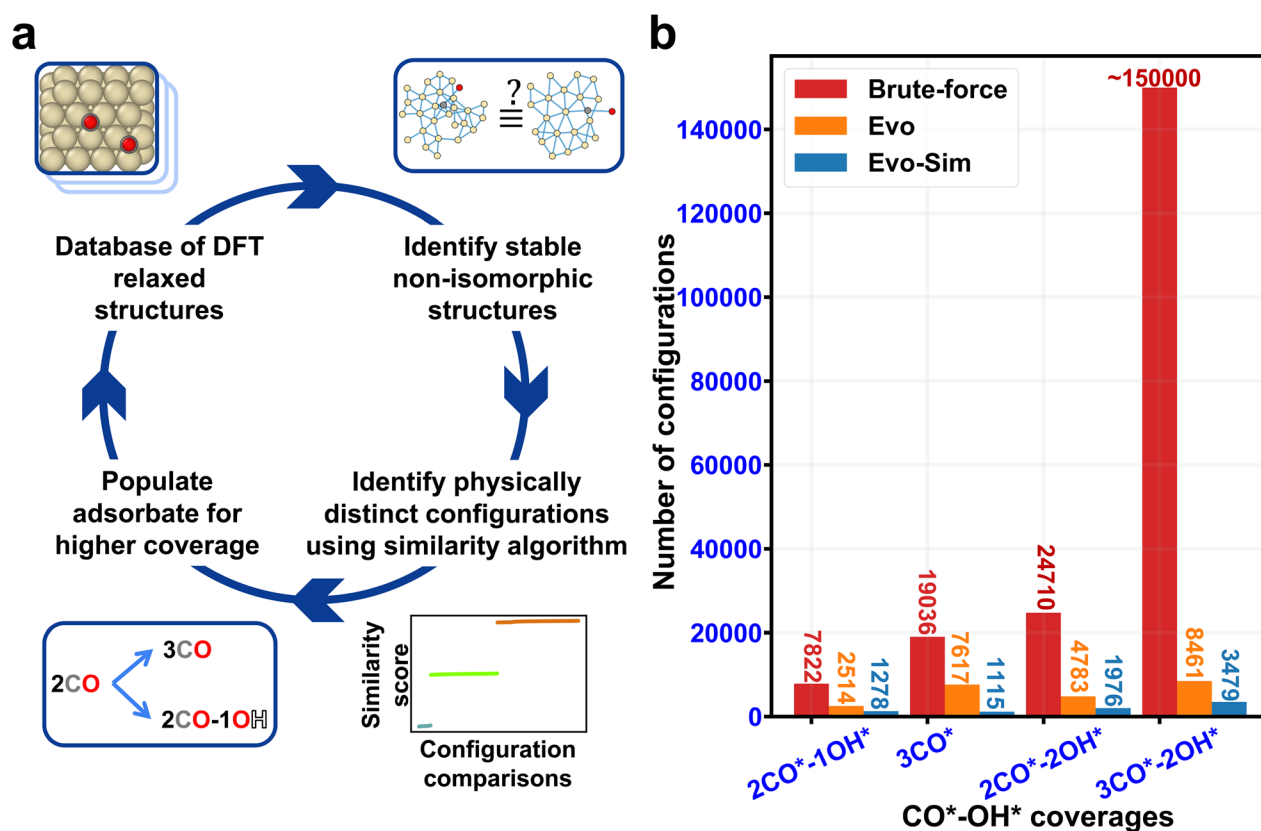 a
?
≡
Database of DFT
relaxed
structures
Identify stable
non-isomorphic
structures
Populate
adsorbate for
higher coverage
Identify physically
distinct configurations
using similarity algorithm
2CO
3CO
2CO-1OH
Similarity
score
Configuration
comparisons
b
Number of configurations
140000
120000
100000
80000
60000
40000
20000
0
Brute-force
Evo
Evo-Sim
7822
2514
1278
19036
7617
1115
24710
4783
1976
~150000
8461
3479
2CO*-1OH*
3CO*
2CO*-2OH*
3CO*-2OH*
CO*-OH* coverages